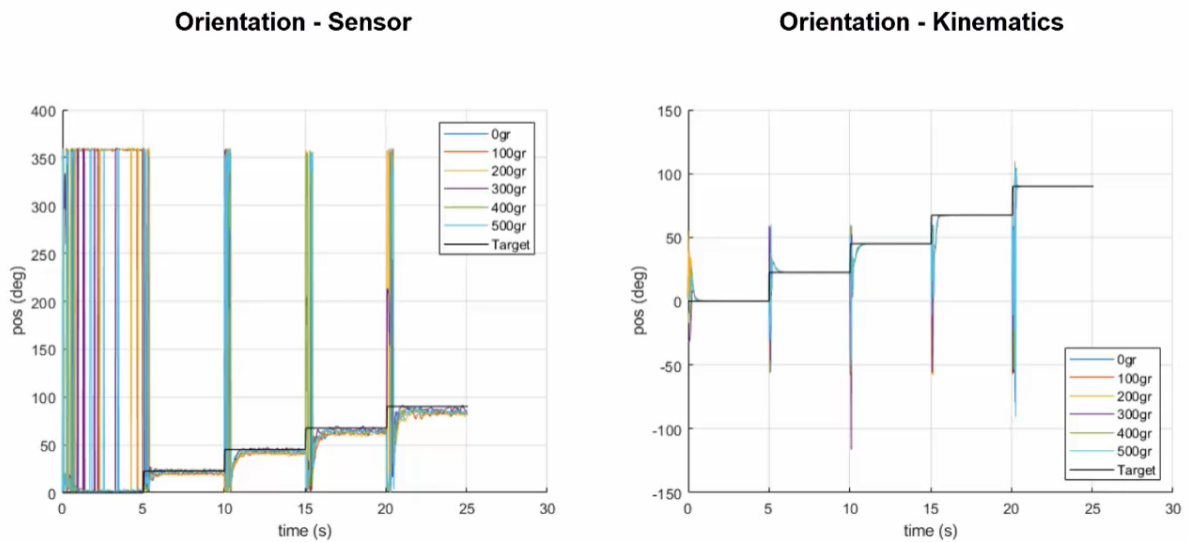 Orientation - Sensor
400
350
300
250
200
150
100
50
0
pos (deg)
0 5 10 15 20 25 30
time (s)
0gr
100gr
200gr
300gr
400gr
500gr
Target
Orientation - Kinematics
150
100
50
0
-50
-100
-150
pos (deg)
0 5 10 15 20 25 30
time (s)
0gr
100gr
200gr
300gr
400gr
500gr
Target